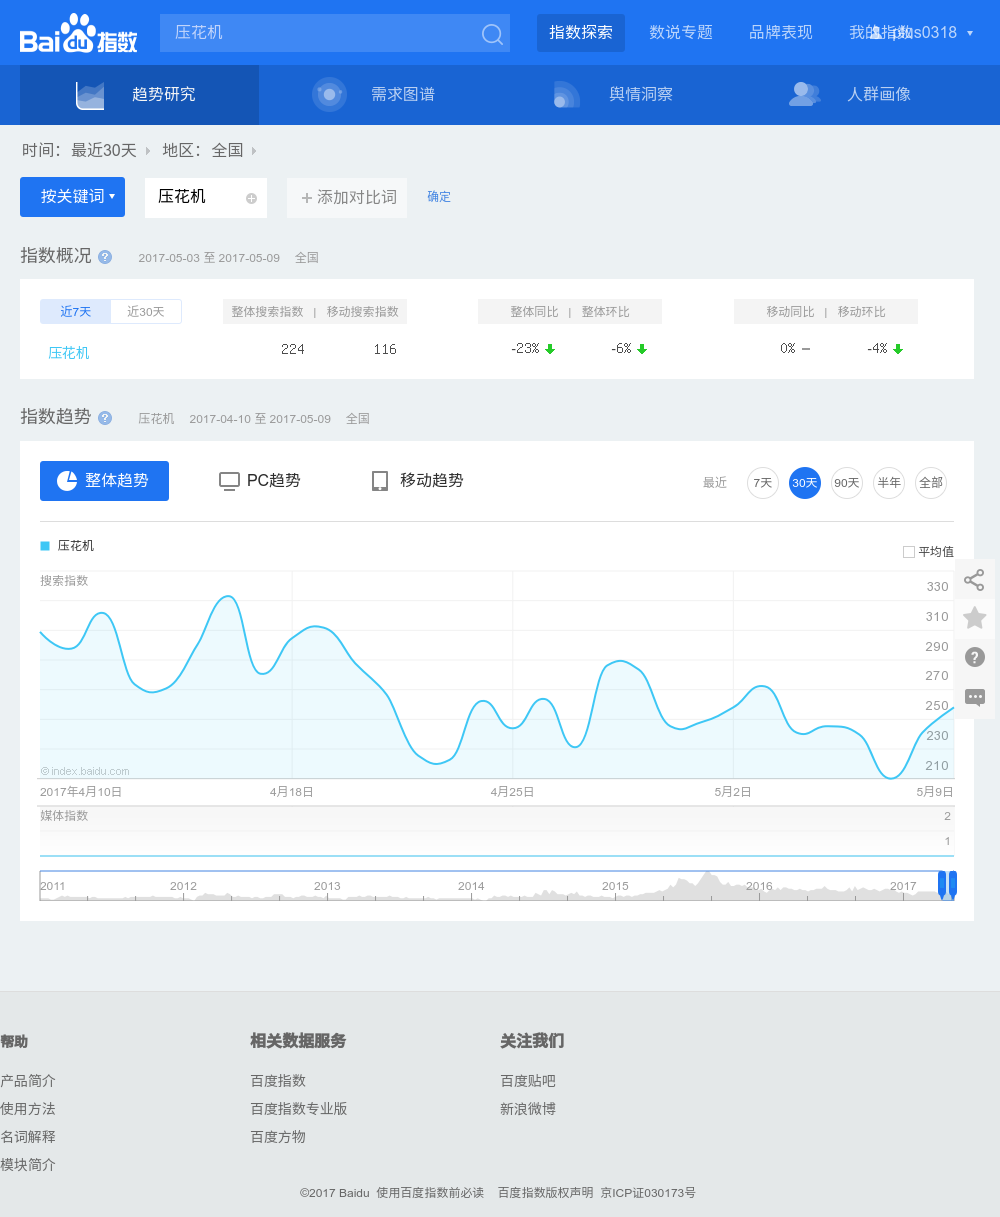 Bai du 指数 压花机 指数探索 数说专题 品牌表现 我的指数 plus0318
趋势研究 需求图谱 舆情洞察 人群画像
时间: 最近30天 地区: 全国
按关键词 压花机 +添加对比词 确定
指数概况 ? 2017-05-03 至 2017-05-09 全国
近7天 近30天 整体搜索指数 | 移动搜索指数 整体同比 | 整体环比 移动同比 | 移动环比
压花机 224 116 -23% -6% 0% -4%
指数趋势 ? 压花机 2017-04-10 至 2017-05-09 全国
整体趋势 PC趋势 移动趋势 最近 7天 30天 90天 半年 全部
压花机
平均值
搜索指数
330
310
290
270
250
230
210
©index.baidu.com
2017年4月10日 4月18日 4月25日 5月2日 5月9日
媒体指数 2
1
2011 2012 2013 2014 2015 2016 2017
帮助 相关数据服务 关注我们
产品简介 百度指数 百度贴吧
使用方法 百度指数专业版 新浪微博
名词解释 百度方物
模块简介
©2017 Baidu 使用百度指数前必读 百度指数版权声明 京ICP证030173号